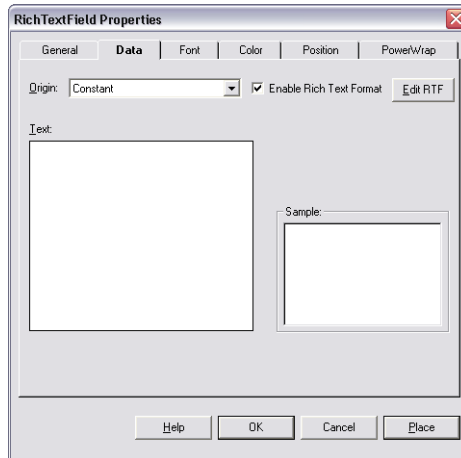 RichTextField Properties
General Data Font Color Position PowerWrap
Origin: Constant Enable Rich Text Format Edit RTF
Text:
Sample:
Help OK Cancel Place